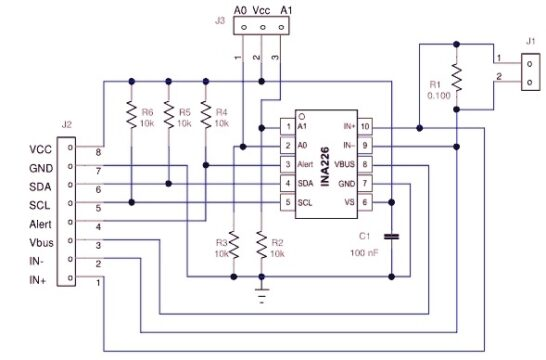 A0 Vcc A1
J3
1 2 3
J1
1
2
R1
0.100
R6
10k
R5
10k
R4
10k
J2
VCC 8
GND 7
SDA 6
SCL 5
Alert 4
Vbus 3
IN- 2
IN+ 1
INA226
1 A1
2 A0
3 Alert
4 SDA
5 SCL
IN+ 10
IN- 9
VBUS 8
GND 7
VS 6
R3
10k
R2
10k
C1
100 nF